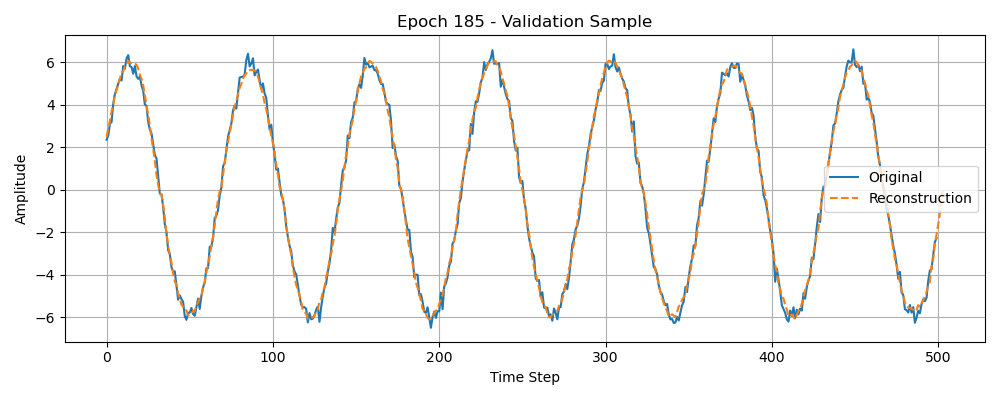 Epoch 185 - Validation Sample
Amplitude
6
4
2
0
−2
−4
−6
0
100
200
300
400
500
Time Step
Original
Reconstruction